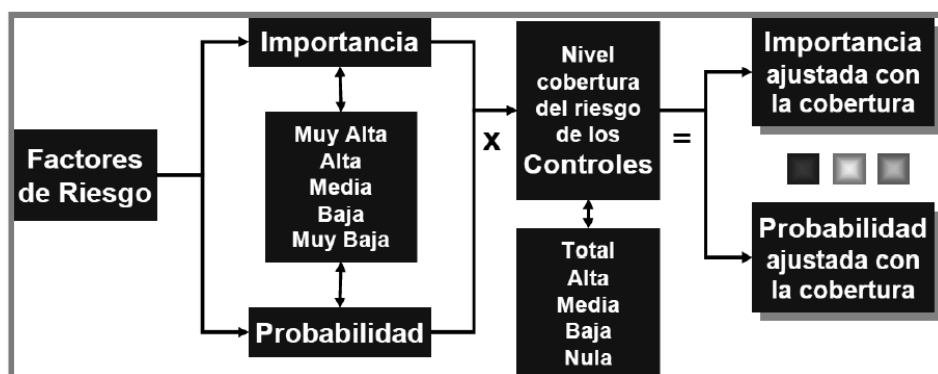 Factores
de Riesgo
Importancia
Muy Alta
Alta
Media
Baja
Muy Baja
Probabilidad
x
Nivel
cobertura
del riesgo
de los
Controles
Total
Alta
Media
Baja
Nula
=
Importancia
ajustada con
la cobertura
Probabilidad
ajustada con
la cobertura